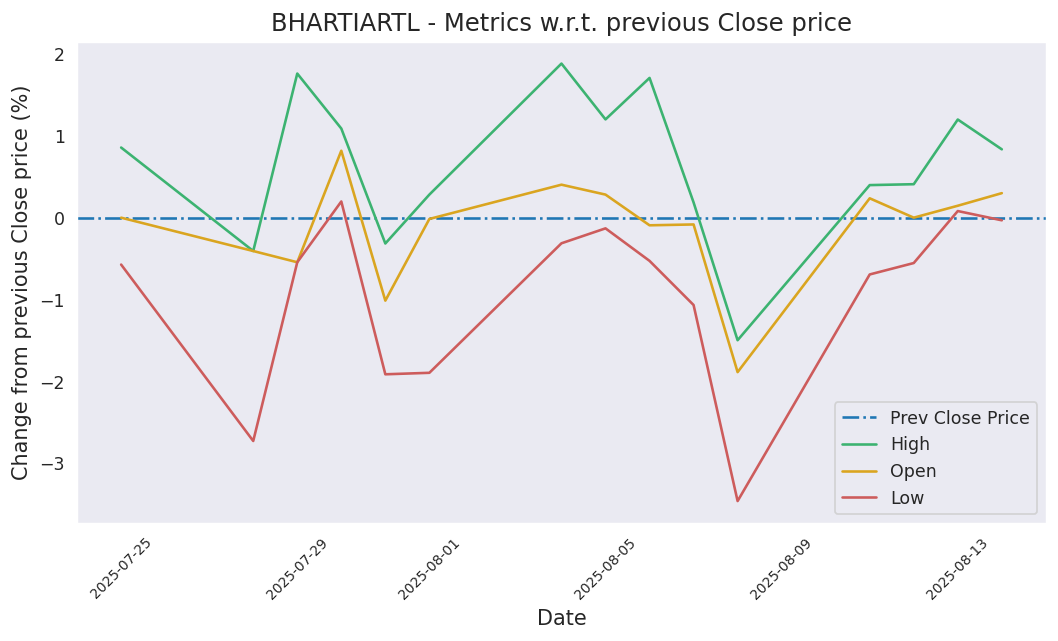 BHARTIARTL - Metrics w.r.t. previous Close price
Change from previous Close price (%)
2
1
0
−1
−2
−3
Prev Close Price
High
Open
Low
2025-07-25
2025-07-29
2025-08-01
2025-08-05
2025-08-09
2025-08-13
Date